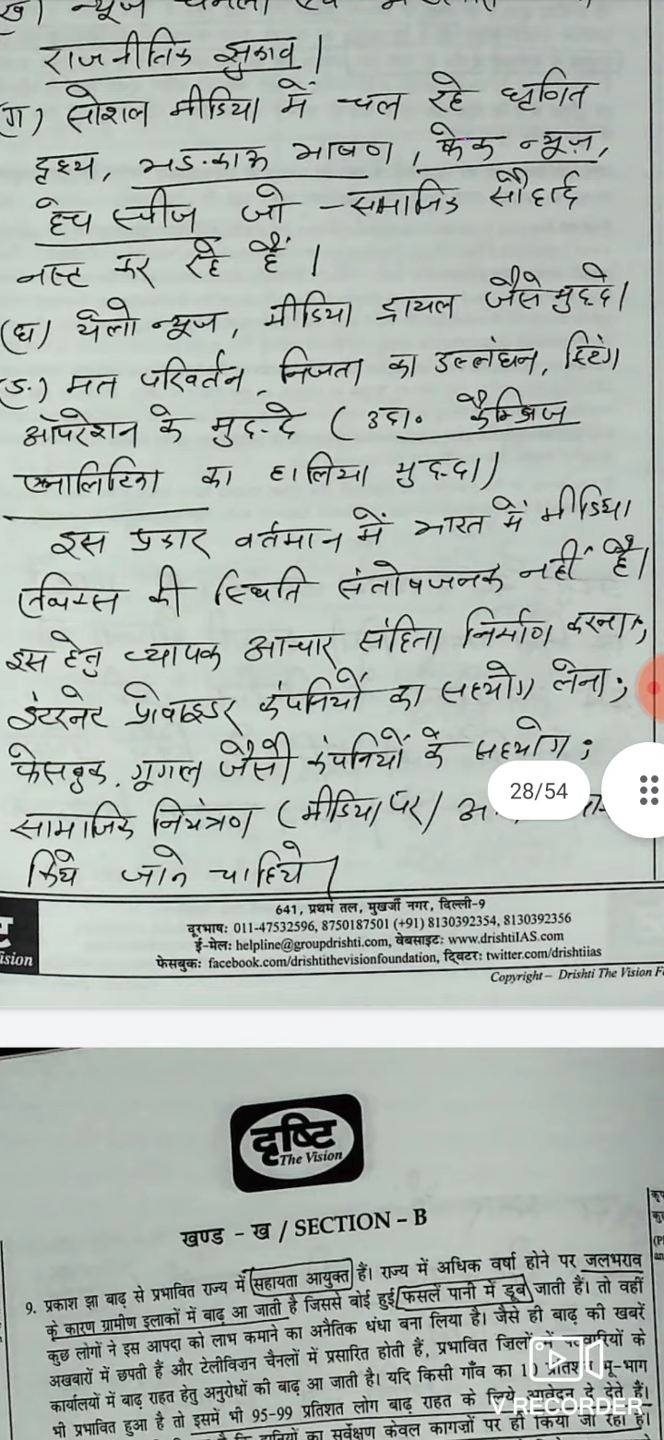 राजनीतिक झुकाव।
(ग) सोशल मीडिया में चल रहे घृणित
दृश्य, भड़काऊ भाषण, फेक न्यूज़,
हेच स्पीच जो समाजिक सौहार्द
नस्ट कर रहे हैं।
(घ) येलो न्यूज, मीडिया ट्रायल जैसे मुद्दे।
(ङ) मत परिवर्तन, निजता का उल्लंघन, स्टिंग
ऑपरेशन के मुद्दे (उदा॰ कैम्ब्रिज
एनालिटिका का हालिया मुद्दा)
इस प्रकार वर्तमान में भारत में मीडिया
एथिक्स की स्थिति संतोषजनक नहीं है।
इस हेतु व्यापक आचार संहिता निर्माण करना,
इंटरनेट प्रोवाइडर कंपनियों का सहयोग लेना;
फेसबुक, गूगल जैसी कंपनियों के सहयोग;
सामाजिक नियंत्रण (मीडिया पर)
किये जाने चाहिये।
28/54
641, प्रथम तल, मुखर्जी नगर, दिल्ली-9
दूरभाष: 011-47532596, 8750187501 (+91) 8130392354, 8130392356
ई-मेल: helpline@groupdrishti.com, वेबसाइट: www.drishtiIAS.com
फेसबुक: facebook.com/drishtithevisionfoundation, ट्विटर: twitter.com/drishtiias
Copyright – Drishti The Vision
दृष्टि
The Vision
खण्ड - ख / SECTION – B
9. प्रकाश झा बाढ़ से प्रभावित राज्य में सहायता आयुक्त हैं। राज्य में अधिक वर्षा होने पर जलभराव
के कारण ग्रामीण इलाकों में बाढ़ आ जाती है जिससे बोई हुई फसलें पानी में डूब जाती हैं। तो वहीं
कुछ लोगों ने इस आपदा को लाभ कमाने का अनैतिक धंधा बना लिया है। जैसे ही बाढ़ की खबरें
अखबारों में छपती हैं और टेलीविज़न चैनलों में प्रसारित होती हैं, प्रभावित जिलों में पटवारियों के
कार्यालयों में बाढ़ राहत हेतु अनुरोधों की बाढ़ आ जाती है। यदि किसी गाँव का 10 प्रतिशत भू-भाग
भी प्रभावित हुआ है तो इसमें भी 95-99 प्रतिशत लोग बाढ़ राहत के लिये आवेदन दे देते हैं।
का सर्वेक्षण केवल कागज़ों पर ही किया जा रहा है।
V RECORDER